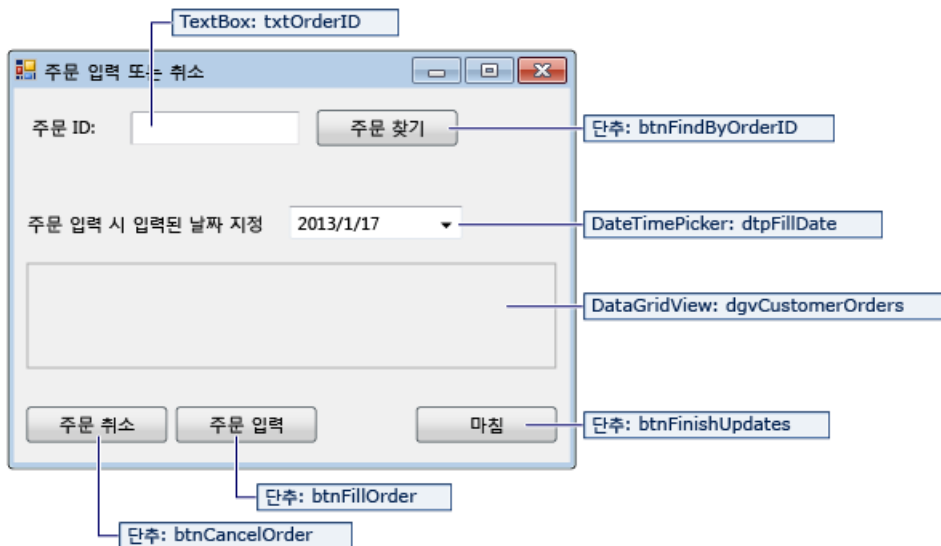 TextBox: txtOrderID
주문 입력 또는 취소
주문 ID:
주문 찾기
단추: btnFindByOrderID
주문 입력 시 입력된 날짜 지정
2013/1/17
DateTimePicker: dtpFillDate
DataGridView: dgvCustomerOrders
주문 취소
주문 입력
마침
단추: btnFinishUpdates
단추: btnFillOrder
단추: btnCancelOrder